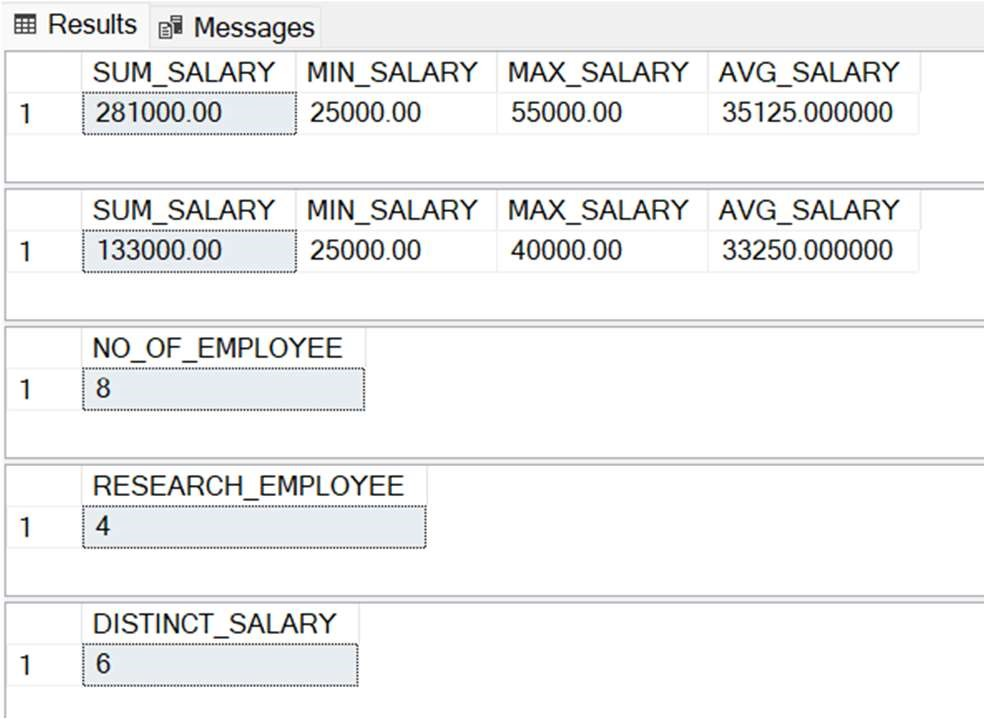 Results Messages
SUM_SALARY MIN_SALARY MAX_SALARY AVG_SALARY
1 281000.00 25000.00 55000.00 35125.000000
SUM_SALARY MIN_SALARY MAX_SALARY AVG_SALARY
1 133000.00 25000.00 40000.00 33250.000000
NO_OF_EMPLOYEE
1 8
RESEARCH_EMPLOYEE
1 4
DISTINCT_SALARY
1 6